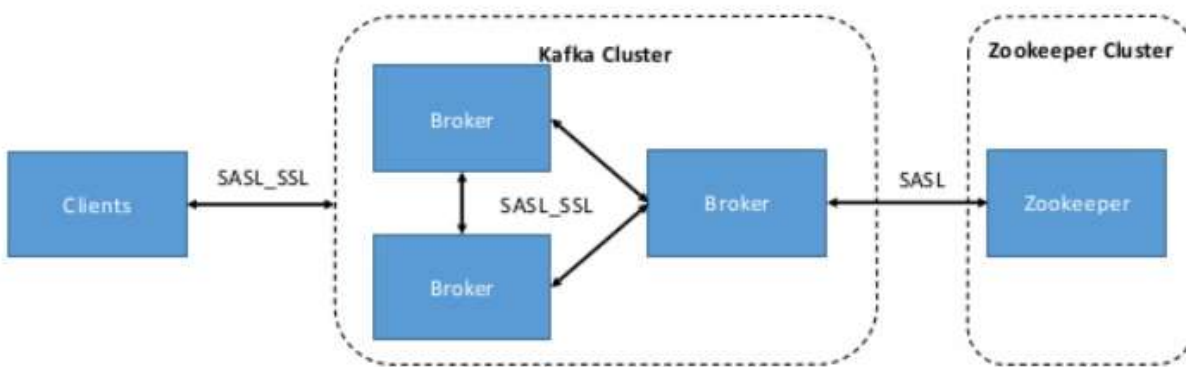 Kafka Cluster
Zookeeper Cluster
Broker
Clients
SASL_SSL
SASL_SSL
Broker
SASL
Zookeeper
Broker